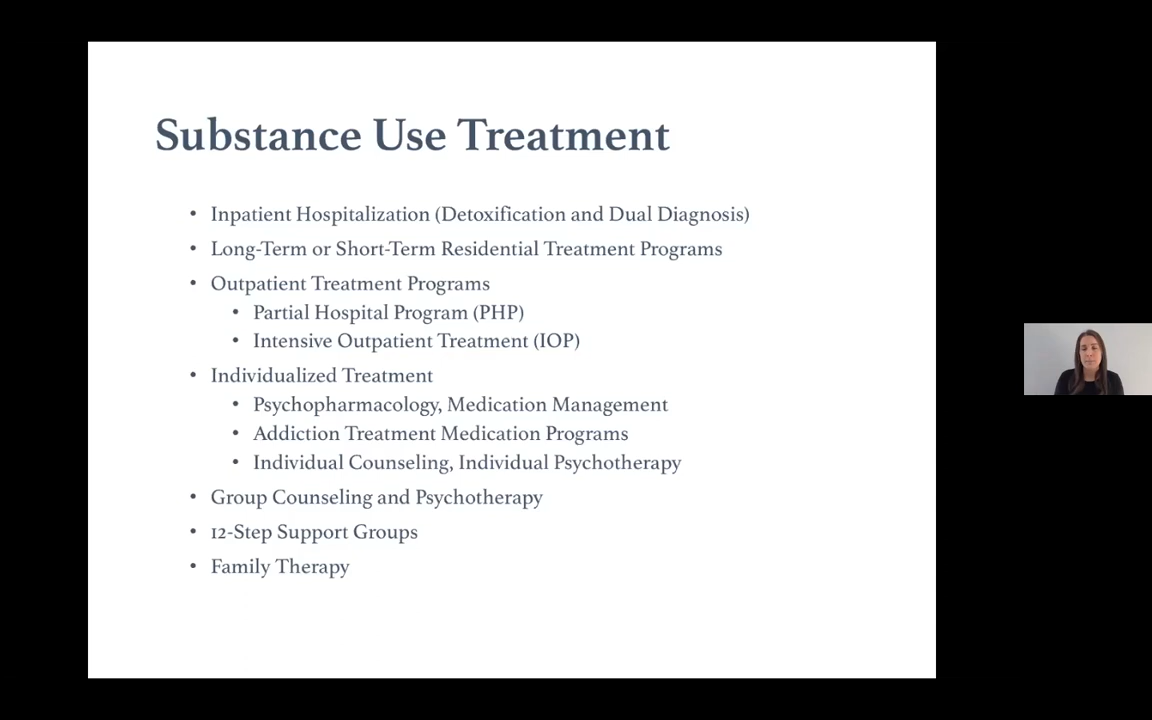 Substance Use Treatment
• Inpatient Hospitalization (Detoxification and Dual Diagnosis)
• Long-Term or Short-Term Residential Treatment Programs
• Outpatient Treatment Programs
• Partial Hospital Program (PHP)
• Intensive Outpatient Treatment (IOP)
• Individualized Treatment
• Psychopharmacology, Medication Management
• Addiction Treatment Medication Programs
• Individual Counseling, Individual Psychotherapy
• Group Counseling and Psychotherapy
• 12-Step Support Groups
• Family Therapy